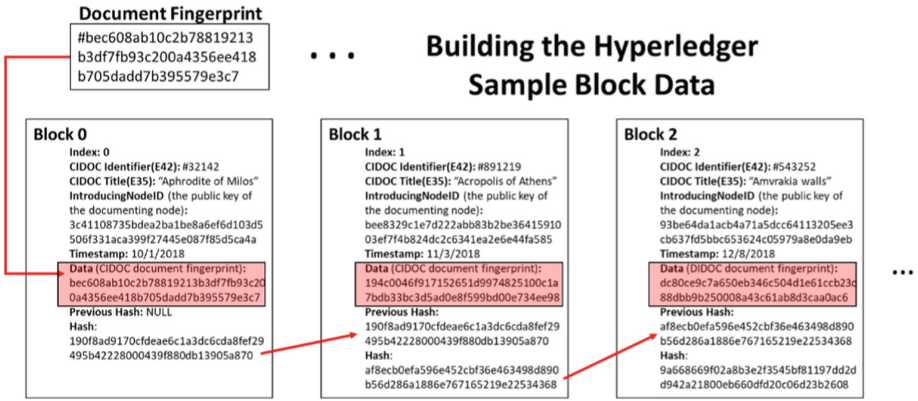 Document Fingerprint
#bec608ab10c2b78819213
b3df7fb93c200a4356ee418
b705dadd7b395579e3c7
...
Building the Hyperledger
Sample Block Data
Block 0
Index: 0
CIDOC Identifier(E42): #32142
CIDOC Title(E35): “Aphrodite of Milos”
IntroducingNodeID (the public key of
the documenting node):
3c41108735bdea2ba1be8a6ef6d103d5
506f331aca399f27445e087f85d5ca4a
Timestamp: 10/1/2018
Data (CIDOC document fingerprint):
bec608ab10c2b78819213b3df7fb93c20
0a4356ee418b705dadd7b395579e3c7
Previous Hash: NULL
Hash:
190f8ad9170cfdeae6c1a3dc6cda8fef29
495b42228000439f880db13905a870
Block 1
Index: 1
CIDOC Identifier(E42): #891219
CIDOC Title(E35): “Acropolis of Athens”
IntroducingNodeID (the public key of
the documenting node):
bee8329c1e7d222abb83b2be36415910
03ef7f4b824dc2c6341ea2e6e44fa585
Timestamp: 11/3/2018
Data (CIDOC document fingerprint):
194c0046f917152651d9974825100c1a
7bdb33bc3d5ad0e8f599bd00e734ee98
Previous Hash:
190f8ad9170cfdeae6c1a3dc6cda8fef29
495b42228000439f880db13905a870
Hash:
af8ecb0efa596e452cbf36e463498d890
b56d286a1886e767165219e22534368
Block 2
Index: 2
CIDOC Identifier(E42): #543252
CIDOC Title(E35): “Amvrakia walls”
IntroducingNodeID (the public key of
the documenting node):
93be64da1acb4a71a5dcc64113205ee3
cb637fd5bbc653624c05979a8e0da9eb
Timestamp: 12/8/2018
Data (DIDOC document fingerprint):
dc80ce9c7a650eb346c504d1e61ccb23c
88dbb9b250008a43c61ab8d3caa0ac6
Previous Hash:
af8ecb0efa596e452cbf36e463498d890
b56d286a1886e767165219e22534368
Hash:
9a668669f02a8b3e2f3545bf81197dd2d
d942a21800eb660dfd20c06d23b2608
...